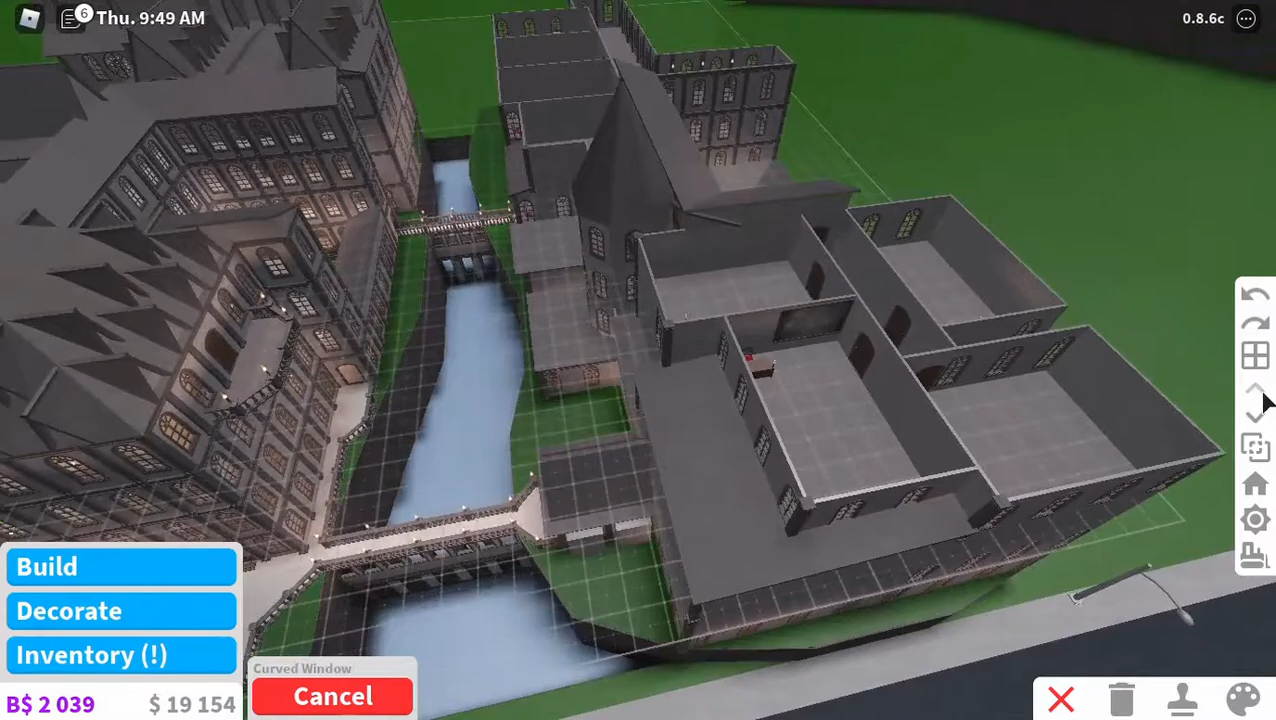 6
Thu. 9:49 AM
0.8.6c
Build
Decorate
Inventory (!)
B$ 2 039
$ 19 154
Curved Window
Cancel